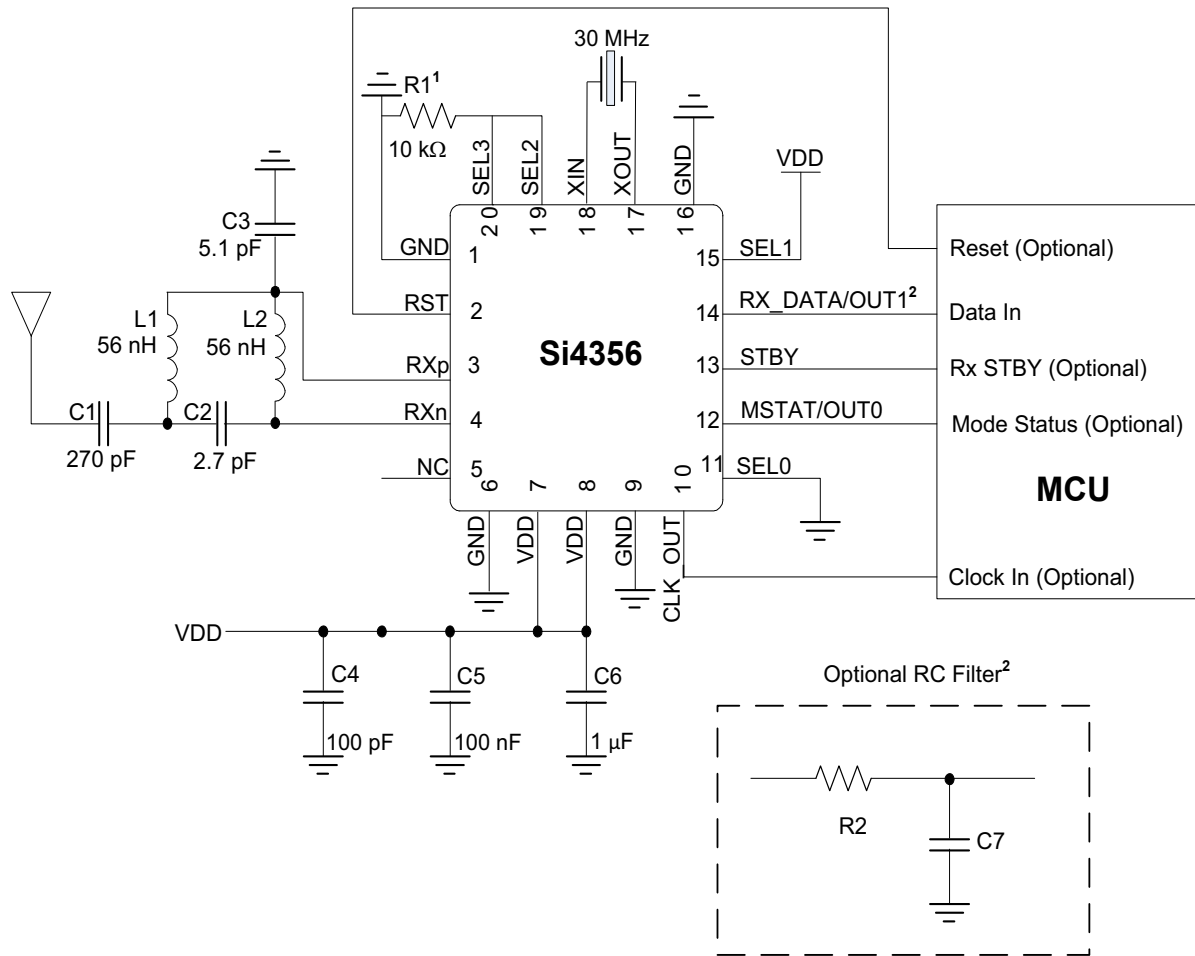 30 MHz
R1¹
10 kΩ
SEL3
SEL2
XIN
XOUT
GND
VDD
20
19
18
17
16
C3
5.1 pF
GND
1
15
SEL1
Reset (Optional)
RST
2
14
RX_DATA/OUT1²
Data In
L1
56 nH
L2
56 nH
Si4356
RXp
3
13
STBY
Rx STBY (Optional)
C1
270 pF
C2
2.7 pF
RXn
4
12
MSTAT/OUT0
Mode Status (Optional)
NC
5
11
SEL0
MCU
6
7
8
9
10
GND
VDD
VDD
GND
CLK_OUT
Clock In (Optional)
VDD
C4
100 pF
C5
100 nF
C6
1 µF
Optional RC Filter²
R2
C7